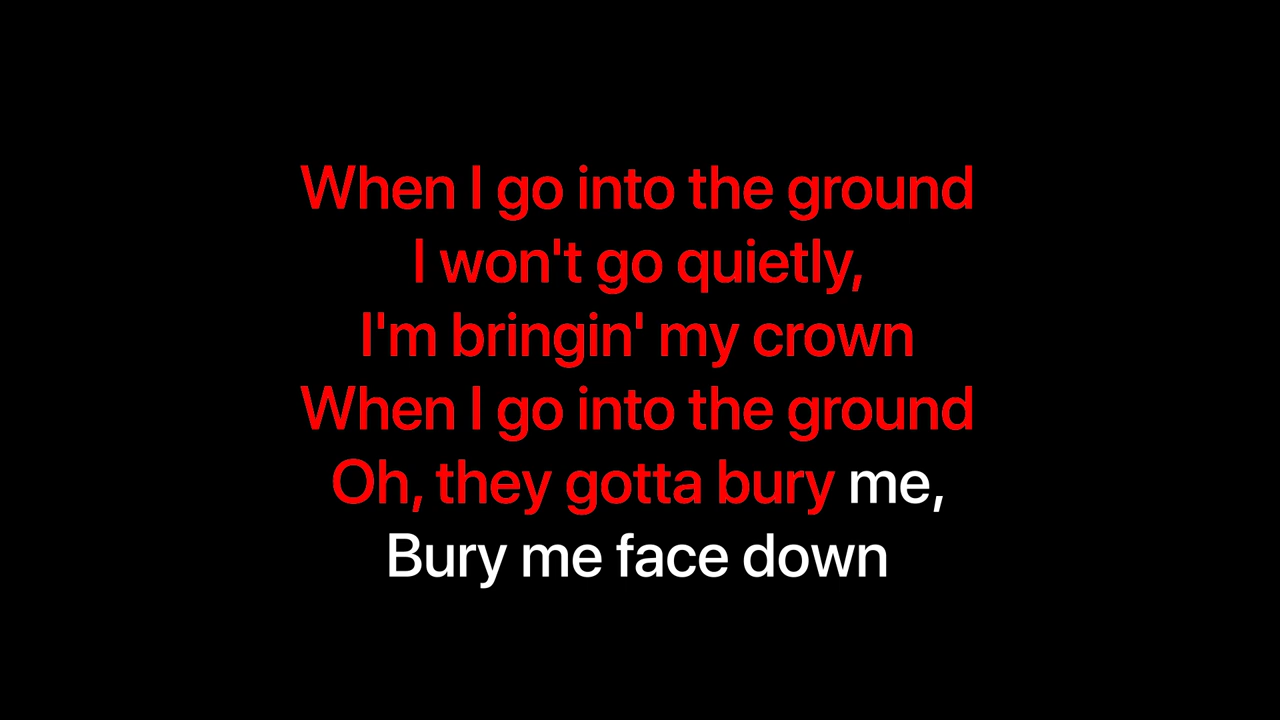 When I go into the ground
I won't go quietly,
I'm bringin' my crown
When I go into the ground
Oh, they gotta bury me,
Bury me face down